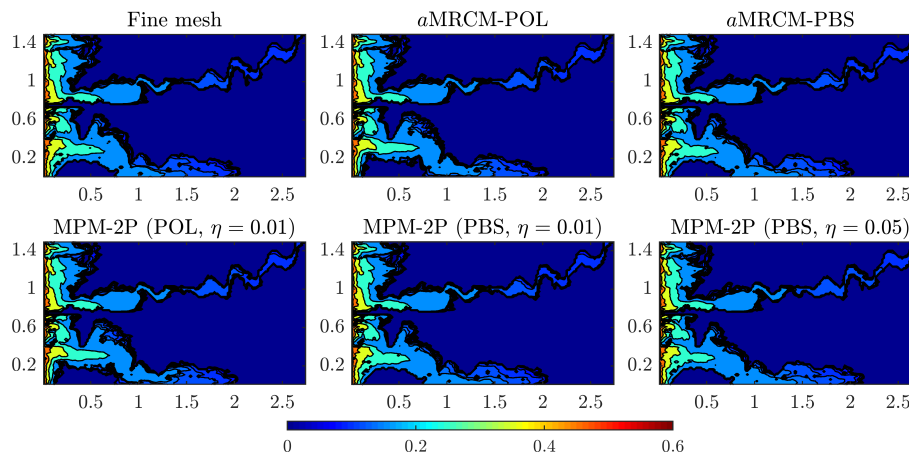 Fine mesh
aMRCM-POL
aMRCM-PBS
1.4
1
0.6
0.2
0.5 1 1.5 2 2.5
1.4
1
0.6
0.2
0.5 1 1.5 2 2.5
1.4
1
0.6
0.2
0.5 1 1.5 2 2.5
MPM-2P (POL, η = 0.01)
MPM-2P (PBS, η = 0.01)
MPM-2P (PBS, η = 0.05)
1.4
1
0.6
0.2
0.5 1 1.5 2 2.5
1.4
1
0.6
0.2
0.5 1 1.5 2 2.5
1.4
1
0.6
0.2
0.5 1 1.5 2 2.5
0 0.2 0.4 0.6